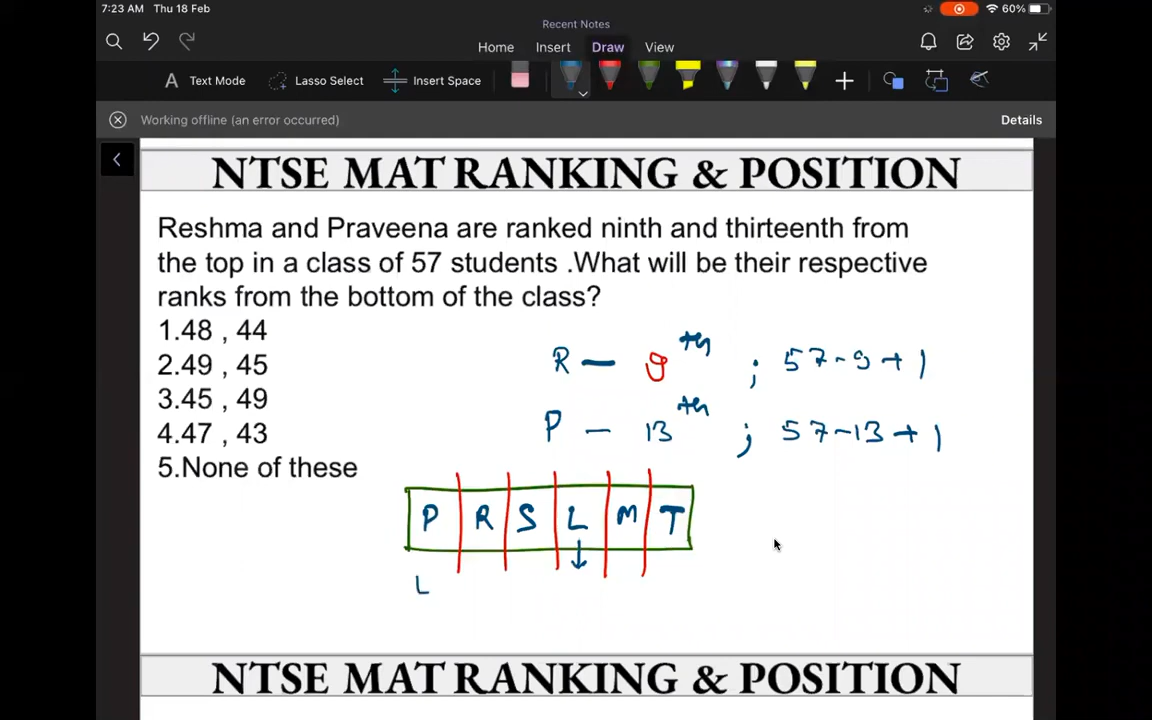 7:23 AM Thu 18 Feb
60%
Recent Notes
Home Insert Draw View
Text Mode Lasso Select Insert Space
Working offline (an error occurred) Details
NTSE MAT RANKING & POSITION
Reshma and Praveena are ranked ninth and thirteenth from
the top in a class of 57 students .What will be their respective
ranks from the bottom of the class?
1.48 , 44
2.49 , 45
3.45 , 49
4.47 , 43
5.None of these
R — 9th ; 57-9+1
P — 13th ; 57-13+1
P R S L M T
L
NTSE MAT RANKING & POSITION